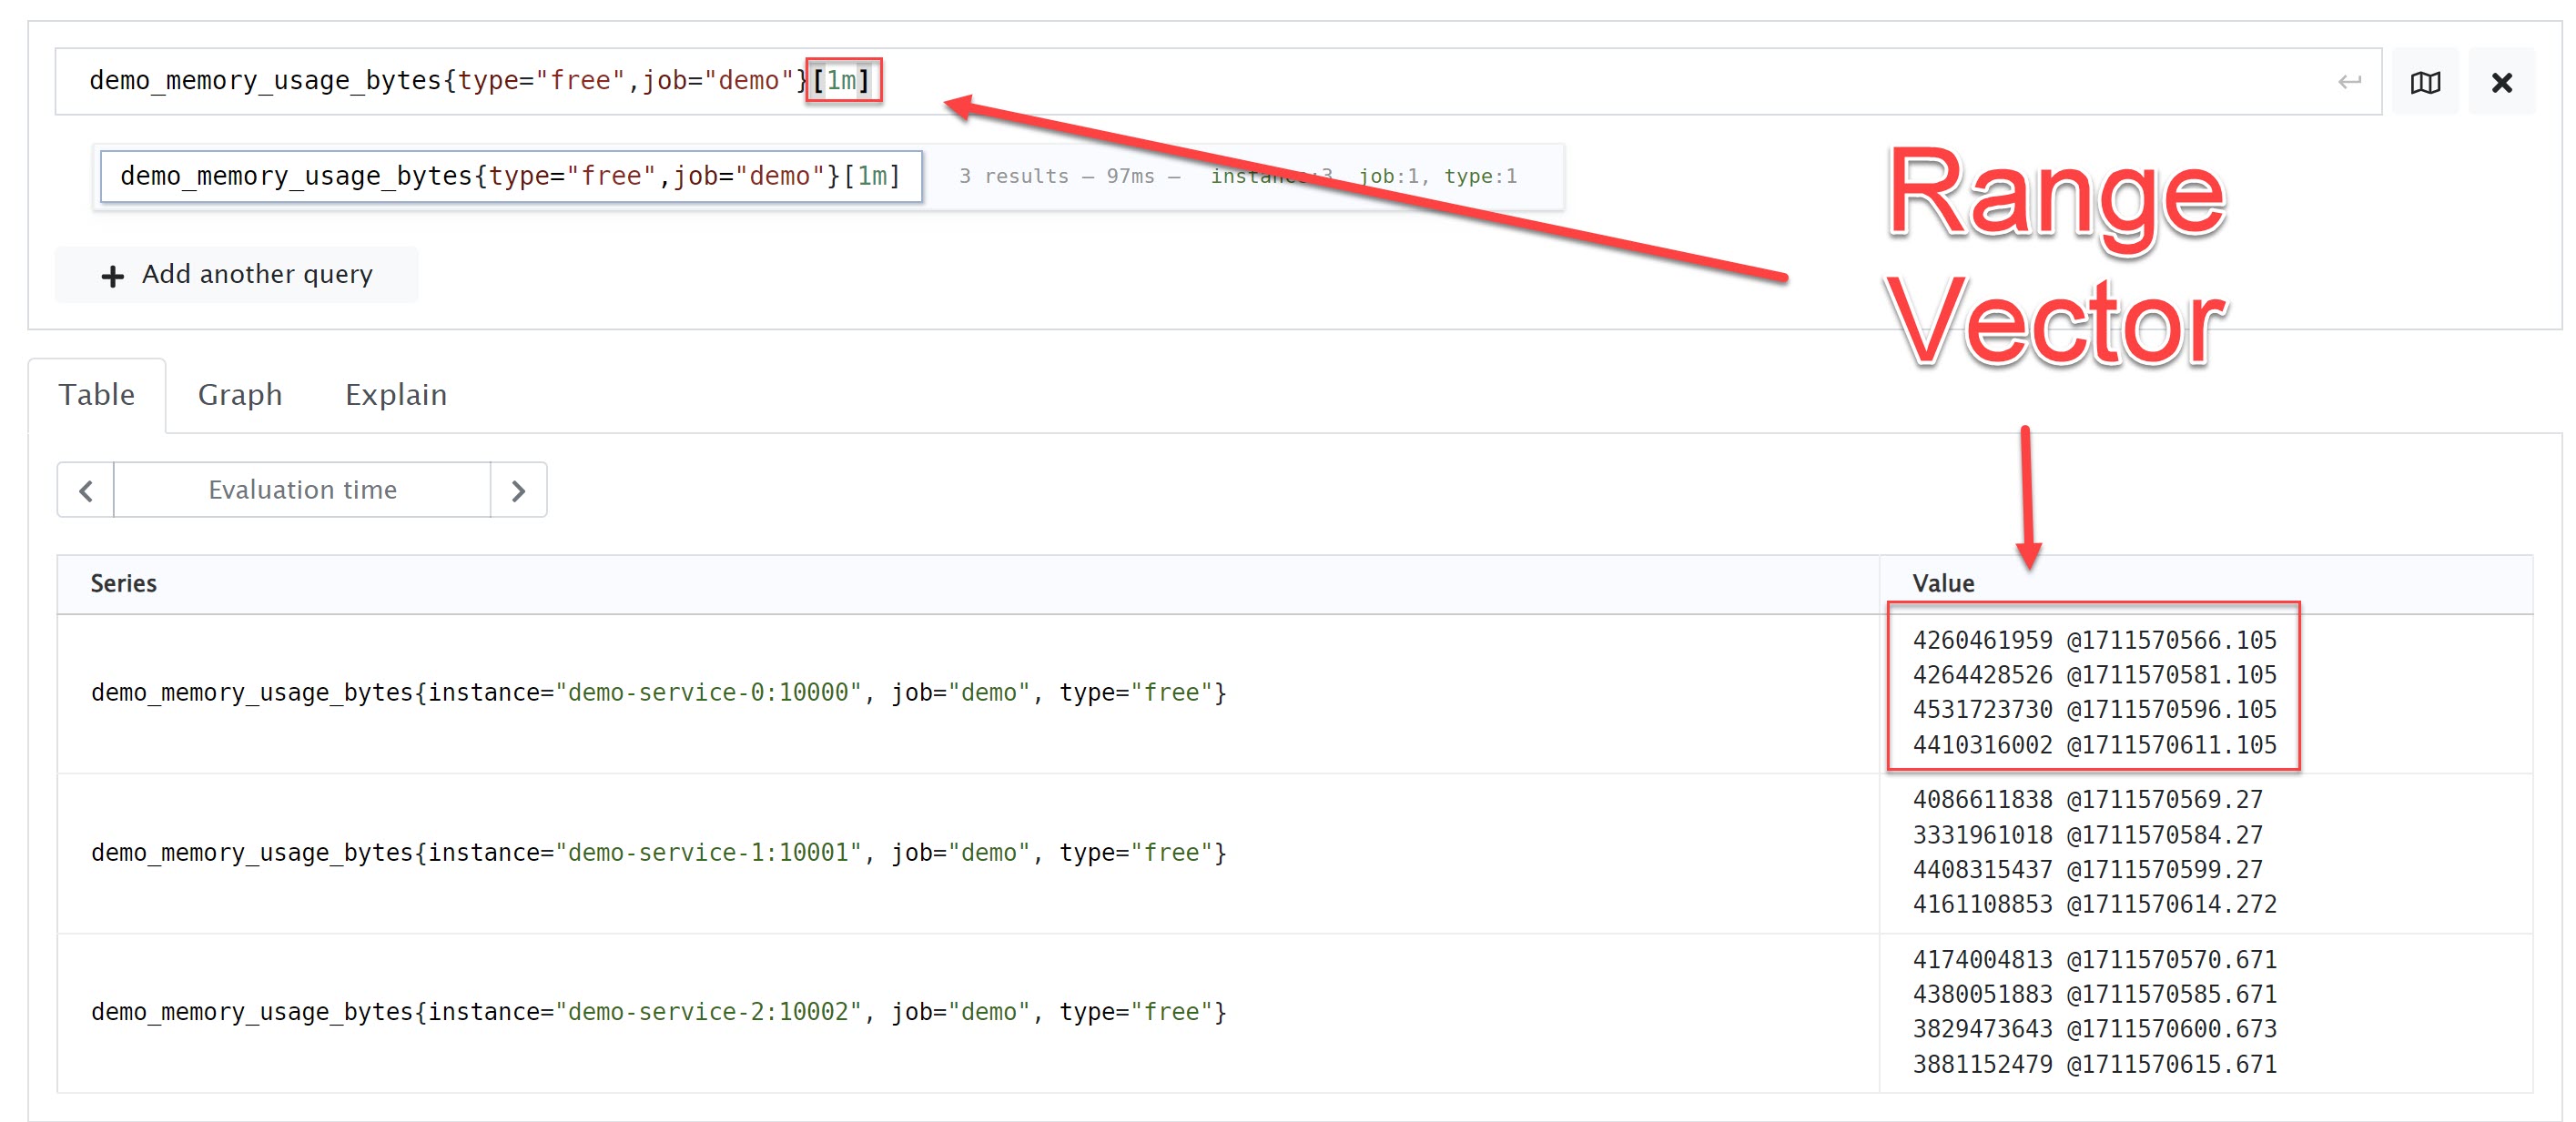 demo_memory_usage_bytes{type="free",job="demo"}[1m]
demo_memory_usage_bytes{type="free",job="demo"}[1m] 3 results – 97ms – instance:3, job:1, type:1
Range
Vector
Add another query
Table Graph Explain
Evaluation time
Series Value
4260461959 @1711570566.105
4264428526 @1711570581.105
demo_memory_usage_bytes{instance="demo-service-0:10000", job="demo", type="free"}
4531723730 @1711570596.105
4410316002 @1711570611.105
4086611838 @1711570569.27
3331961018 @1711570584.27
demo_memory_usage_bytes{instance="demo-service-1:10001", job="demo", type="free"}
4408315437 @1711570599.27
4161108853 @1711570614.272
4174004813 @1711570570.671
4380051883 @1711570585.671
demo_memory_usage_bytes{instance="demo-service-2:10002", job="demo", type="free"}
3829473643 @1711570600.673
3881152479 @1711570615.671